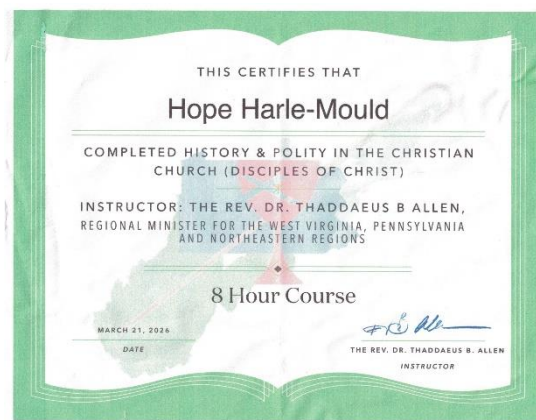 THIS CERTIFIES THAT
Hope Harle-Mould
COMPLETED HISTORY & POLITY IN THE CHRISTIAN
CHURCH (DISCIPLES OF CHRIST)
INSTRUCTOR: THE REV. DR. THADDAEUS B ALLEN,
REGIONAL MINISTER FOR THE WEST VIRGINIA, PENNSYLVANIA
AND NORTHEASTERN REGIONS
8 Hour Course
MARCH 21, 2026
DATE
THE REV. DR. THADDAEUS B. ALLEN
INSTRUCTOR